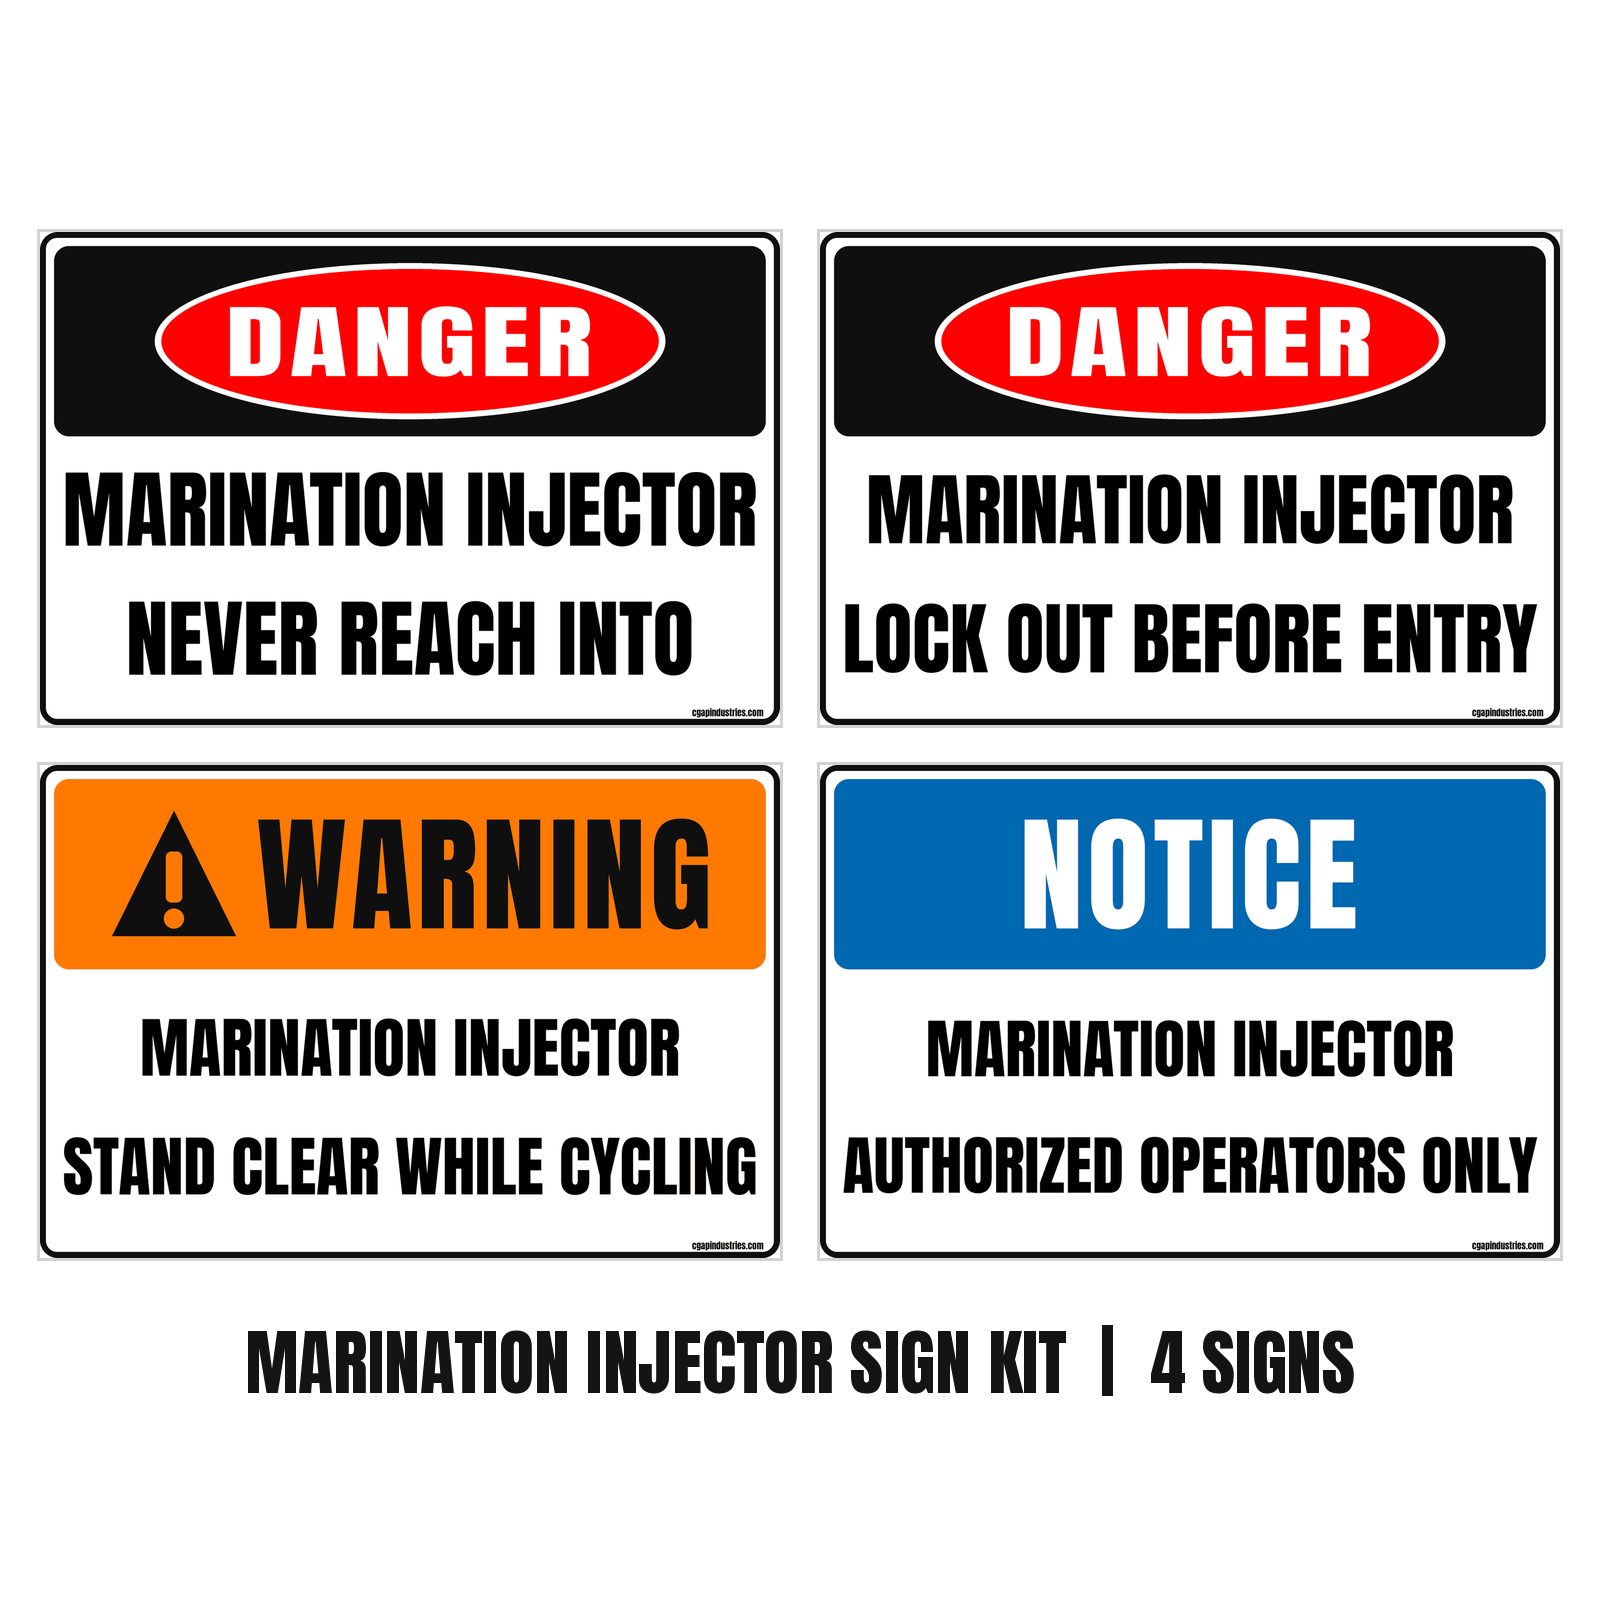 DANGER
MARINATION INJECTOR
NEVER REACH INTO
cgapindustries.com
DANGER
MARINATION INJECTOR
LOCK OUT BEFORE ENTRY
cgapindustries.com
WARNING
MARINATION INJECTOR
STAND CLEAR WHILE CYCLING
cgapindustries.com
NOTICE
MARINATION INJECTOR
AUTHORIZED OPERATORS ONLY
cgapindustries.com
MARINATION INJECTOR SIGN KIT | 4 SIGNS